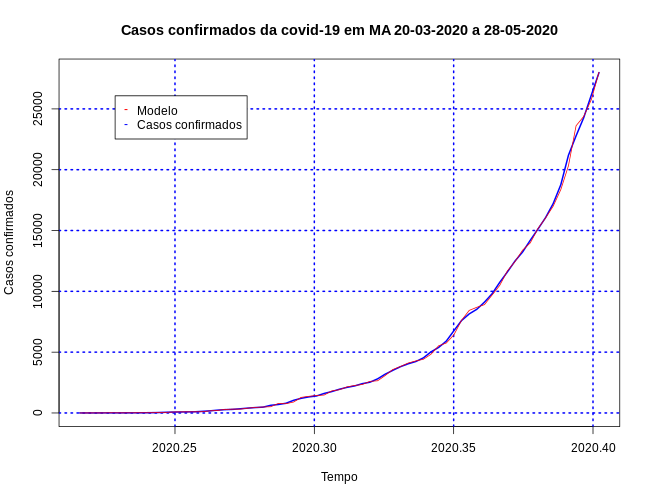 Casos confirmados da covid-19 em MA 20-03-2020 a 28-05-2020
Casos confirmados
25000
20000
15000
10000
5000
0
- Modelo
- Casos confirmados
2020.25 2020.30 2020.35 2020.40
Tempo